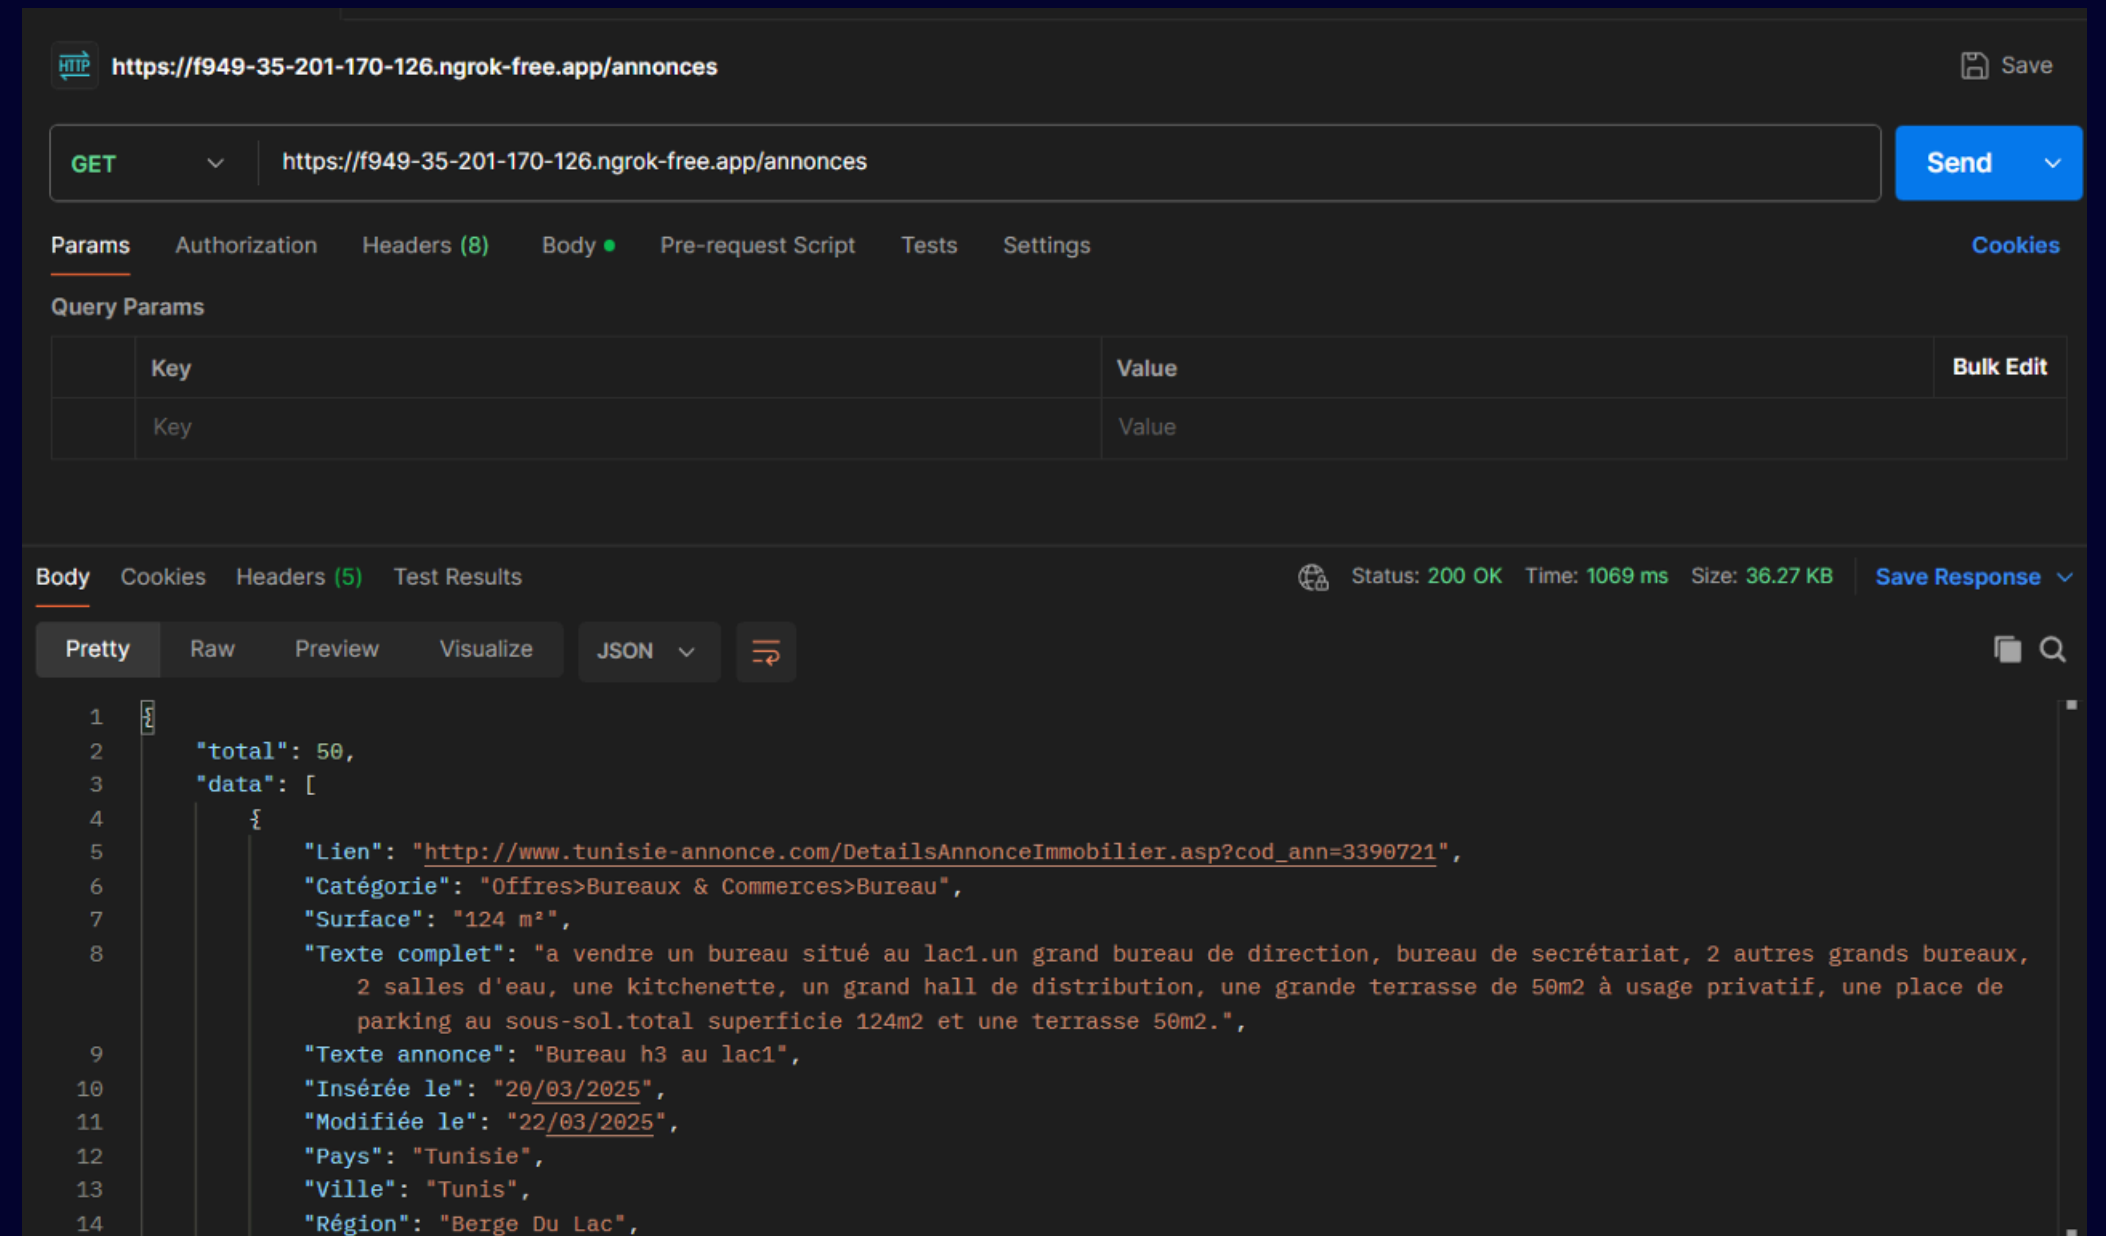 HTTP https://f949-35-201-170-126.ngrok-free.app/annonces Save
GET https://f949-35-201-170-126.ngrok-free.app/annonces Send
Params Authorization Headers (8) Body Pre-request Script Tests Settings Cookies
Query Params
Key Value Bulk Edit
Key Value
Body Cookies Headers (5) Test Results Status: 200 OK Time: 1069 ms Size: 36.27 KB Save Response
Pretty Raw Preview Visualize JSON
1 {
2 "total": 50,
3 "data": [
4 {
5 "Lien": "http://www.tunisie-annonce.com/DetailsAnnonceImmobilier.asp?cod_ann=3390721",
6 "Catégorie": "Offres>Bureaux & Commerces>Bureau",
7 "Surface": "124 m²",
8 "Texte complet": "a vendre un bureau situé au lac1.un grand bureau de direction, bureau de secrétariat, 2 autres grands bureaux,
2 salles d'eau, une kitchenette, un grand hall de distribution, une grande terrasse de 50m2 à usage privatif, une place de
parking au sous-sol.total superficie 124m2 et une terrasse 50m2.",
9 "Texte annonce": "Bureau h3 au lac1",
10 "Insérée le": "20/03/2025",
11 "Modifiée le": "22/03/2025",
12 "Pays": "Tunisie",
13 "Ville": "Tunis",
14 "Région": "Berge Du Lac",